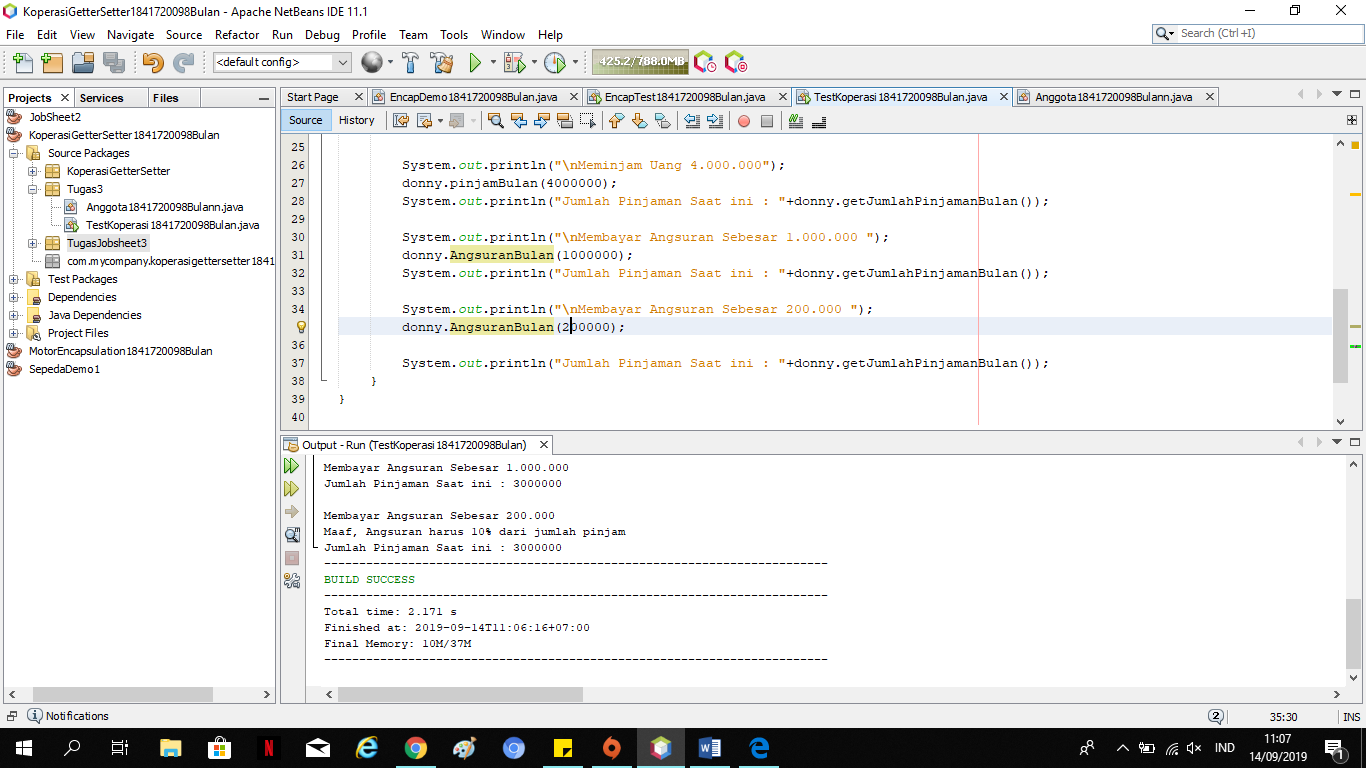 KoperasiGetterSetter1841720098Bulan - Apache NetBeans IDE 11.1
File Edit View Navigate Source Refactor Run Debug Profile Team Tools Window Help
Search (Ctrl+I)
<default config>
425.2/788.0MB
Projects Services Files
JobSheet2
KoperasiGetterSetter1841720098Bulan
Source Packages
KoperasiGetterSetter
Tugas3
Anggota1841720098Bulann.java
TestKoperasi1841720098Bulan.java
TugasJobsheet3
com.mycompany.koperasigettersetter1841
Test Packages
Dependencies
Java Dependencies
Project Files
MotorEncapsulation1841720098Bulan
SepedaDemo1
Start Page EncapDemo1841720098Bulan.java EncapTest1841720098Bulan.java TestKoperasi1841720098Bulan.java Anggota1841720098Bulann.java
Source History
25
26 System.out.println("\nMeminjam Uang 4.000.000");
27 donny.pinjamBulan(4000000);
28 System.out.println("Jumlah Pinjaman Saat ini : "+donny.getJumlahPinjamanBulan());
29
30 System.out.println("\nMembayar Angsuran Sebesar 1.000.000 ");
31 donny.AngsuranBulan(1000000);
32 System.out.println("Jumlah Pinjaman Saat ini : "+donny.getJumlahPinjamanBulan());
33
34 System.out.println("\nMembayar Angsuran Sebesar 200.000 ");
donny.AngsuranBulan(200000);
36
37 System.out.println("Jumlah Pinjaman Saat ini : "+donny.getJumlahPinjamanBulan());
38 }
39 }
40
Output - Run (TestKoperasi1841720098Bulan)
Membayar Angsuran Sebesar 1.000.000
Jumlah Pinjaman Saat ini : 3000000
Membayar Angsuran Sebesar 200.000
Maaf, Angsuran harus 10% dari jumlah pinjam
Jumlah Pinjaman Saat ini : 3000000
------------------------------------------------------------------------
BUILD SUCCESS
------------------------------------------------------------------------
Total time: 2.171 s
Finished at: 2019-09-14T11:06:16+07:00
Final Memory: 10M/37M
------------------------------------------------------------------------
Notifications
2 35:30 INS
IND
11:07
14/09/2019
1